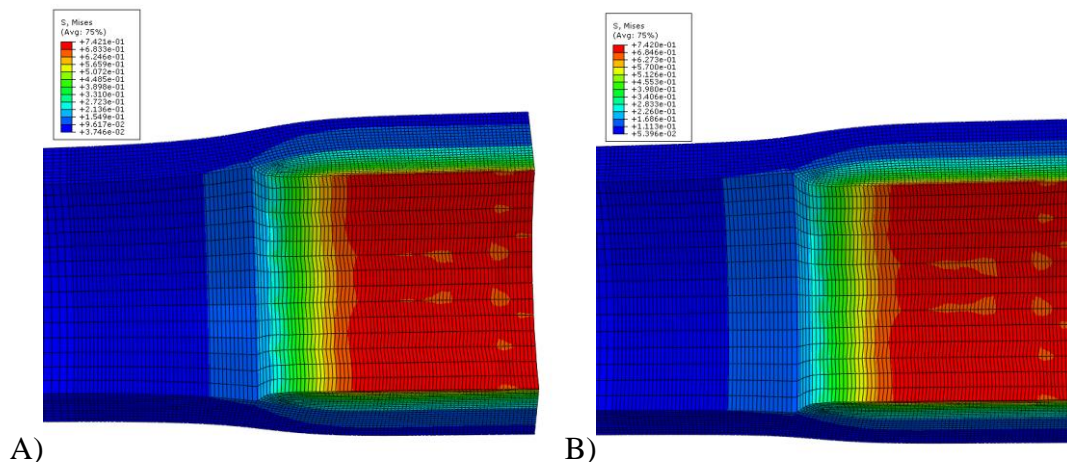 S, Mises
(Avg: 75%)
+7.421e-01
+6.833e-01
+6.246e-01
+5.659e-01
+5.072e-01
+4.485e-01
+3.898e-01
+3.310e-01
+2.723e-01
+2.136e-01
+1.549e-01
+9.617e-02
+3.746e-02
S, Mises
(Avg: 75%)
+7.420e-01
+6.846e-01
+6.273e-01
+5.700e-01
+5.126e-01
+4.553e-01
+3.980e-01
+3.406e-01
+2.833e-01
+2.260e-01
+1.686e-01
+1.113e-01
+5.396e-02
A)
B)